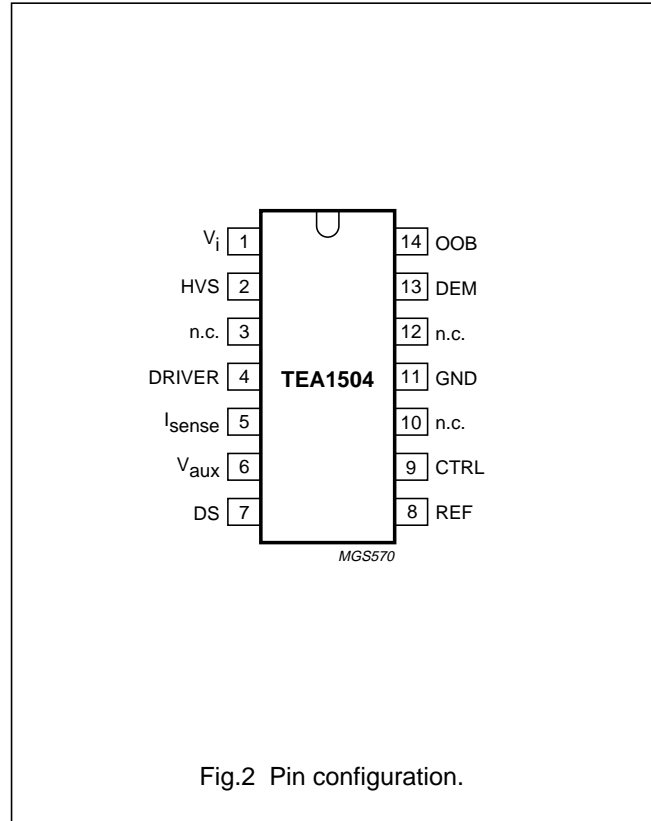 Vi 1 14 OOB
HVS 2 13 DEM
n.c. 3 12 n.c.
DRIVER 4 TEA1504 11 GND
Isense 5 10 n.c.
Vaux 6 9 CTRL
DS 7 8 REF
MGS570
Fig.2 Pin configuration.